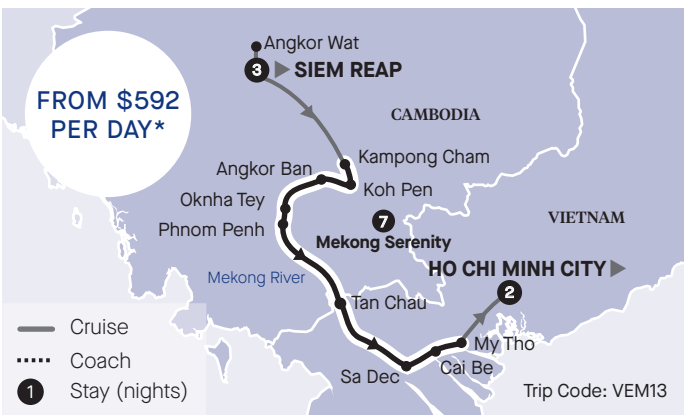 Angkor Wat
3 SIEM REAP
FROM $592
PER DAY*
CAMBODIA
Kampong Cham
Angkor Ban
Koh Pen
Oknha Tey
Phnom Penh
7
Mekong Serenity
VIETNAM
Mekong River
HO CHI MINH CITY
2
Tan Chau
My Tho
Cai Be
Sa Dec
Cruise
Coach
1 Stay (nights)
Trip Code: VEM13